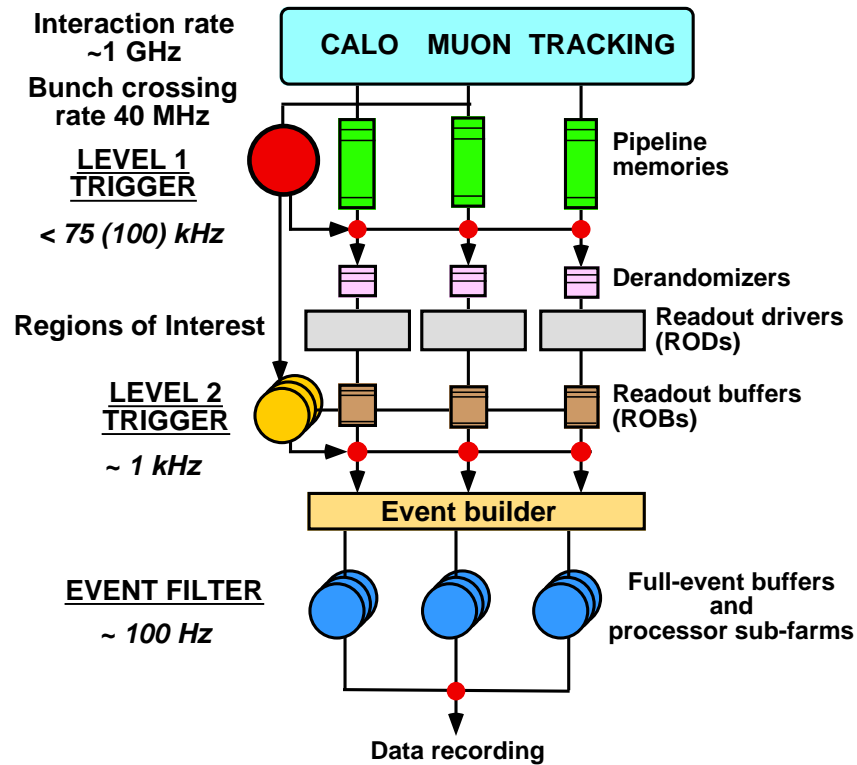 Interaction rate
~1 GHz
CALO MUON TRACKING
Bunch crossing
rate 40 MHz
LEVEL 1
TRIGGER
< 75 (100) kHz
Pipeline
memories
Derandomizers
Regions of Interest
Readout drivers
(RODs)
LEVEL 2
TRIGGER
~ 1 kHz
Readout buffers
(ROBs)
Event builder
EVENT FILTER
~ 100 Hz
Full-event buffers
and
processor sub-farms
Data recording